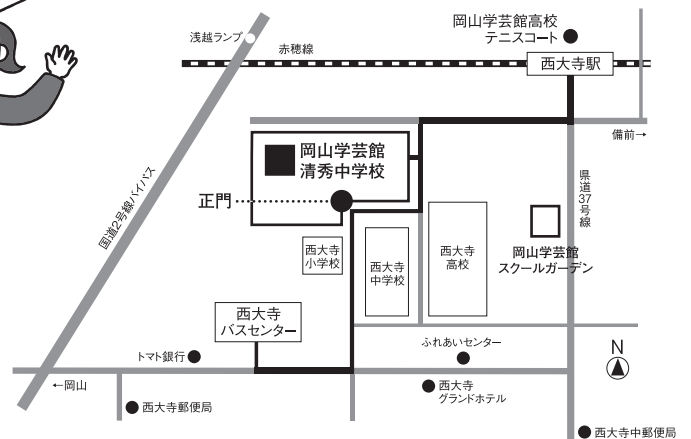 岡山学芸館高校
テニスコート
浅越ランプ
赤穂線
西大寺駅
備前→
岡山学芸館
清秀中学校
正門
国道2号線バイパス
県道37号線
西大寺
小学校
西大寺
中学校
西大寺
高校
岡山学芸館
スクールガーデン
西大寺
バスセンター
トマト銀行
ふれあいセンター
N
←岡山
西大寺
グランドホテル
西大寺郵便局
西大寺中郵便局